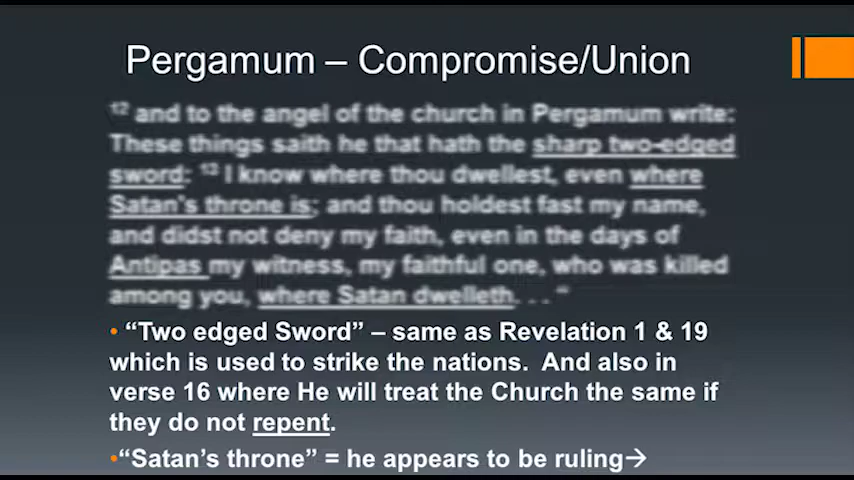 Pergamum – Compromise/Union
12 and to the angel of the church in Pergamum write:
These things saith he that hath the sharp two-edged
sword: 13 I know where thou dwellest, even where
Satan's throne is; and thou holdest fast my name,
and didst not deny my faith, even in the days of
Antipas my witness, my faithful one, who was killed
among you, where Satan dwelleth. . . “
• “Two edged Sword” – same as Revelation 1 & 19
which is used to strike the nations.  And also in
verse 16 where He will treat the Church the same if
they do not repent.
•“Satan’s throne” = he appears to be ruling→